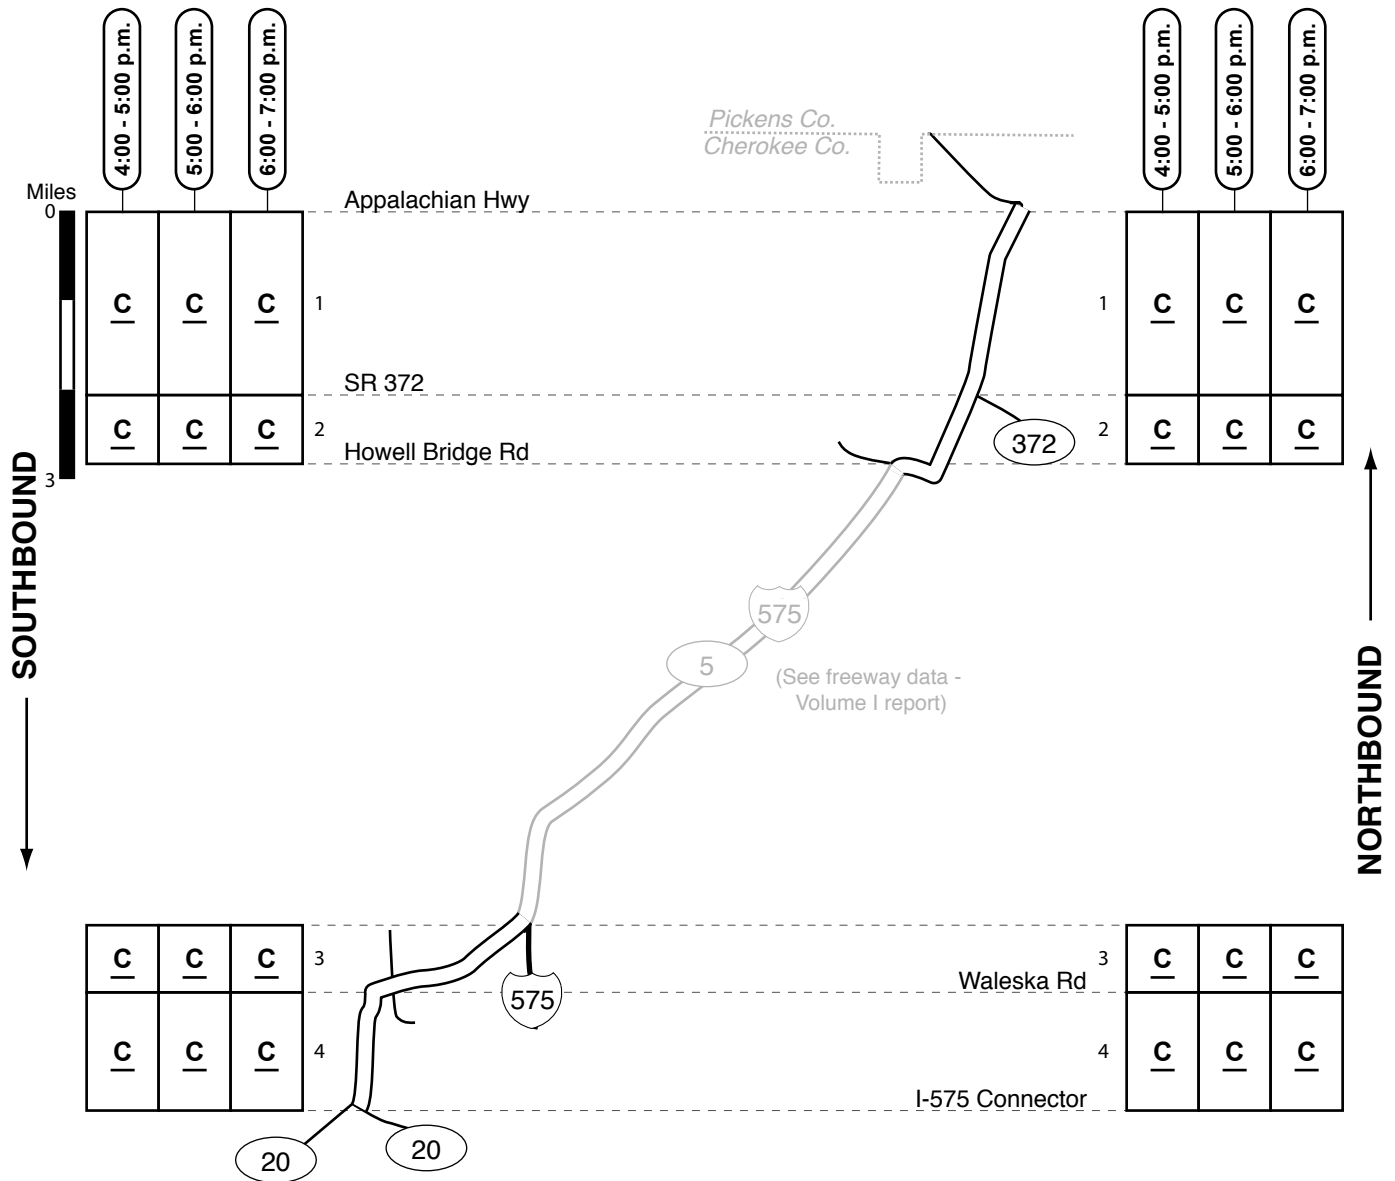 4:00 - 5:00 p.m.
5:00 - 6:00 p.m.
6:00 - 7:00 p.m.
4:00 - 5:00 p.m.
5:00 - 6:00 p.m.
6:00 - 7:00 p.m.
Pickens Co.
Cherokee Co.
Miles
0
Appalachian Hwy
C C C 1
1 C C C
SR 372
C C C 2
372
2 C C C
Howell Bridge Rd
3
SOUTHBOUND
NORTHBOUND
575
5
(See freeway data -
Volume I report)
C C C 3
3 C C C
Waleska Rd
575
C C C 4
4 C C C
I-575 Connector
20
20